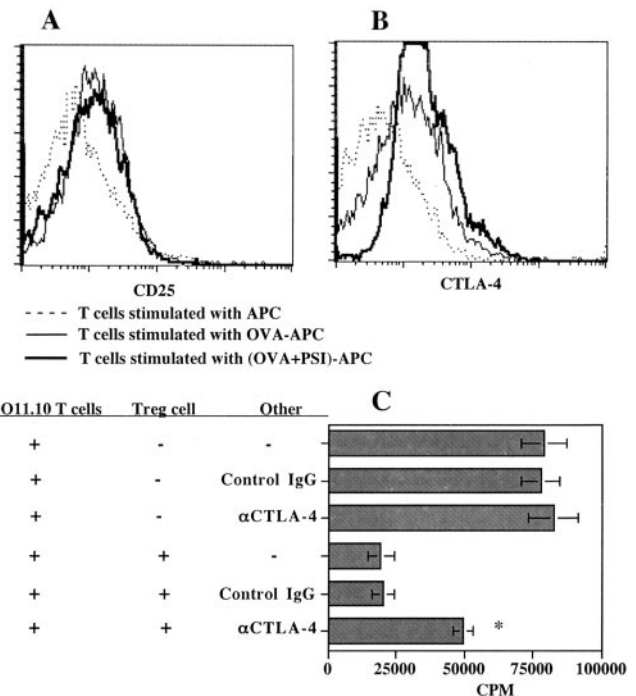 A
B
CD25
CTLA-4
T cells stimulated with APC
T cells stimulated with OVA-APC
T cells stimulated with (OVA+PSI)-APC
O11.10 T cells Treg cell Other
C
+ - -
+ - Control IgG
+ - αCTLA-4
+ + -
+ + Control IgG
+ + αCTLA-4 *
0 25000 50000 75000 100000
CPM